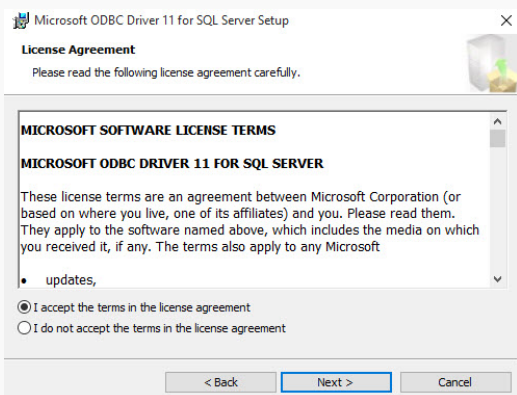 Microsoft ODBC Driver 11 for SQL Server Setup
License Agreement
Please read the following license agreement carefully.
MICROSOFT SOFTWARE LICENSE TERMS
MICROSOFT ODBC DRIVER 11 FOR SQL SERVER
These license terms are an agreement between Microsoft Corporation (or
based on where you live, one of its affiliates) and you. Please read them.
They apply to the software named above, which includes the media on which
you received it, if any. The terms also apply to any Microsoft
• updates,
I accept the terms in the license agreement
I do not accept the terms in the license agreement
< Back Next > Cancel